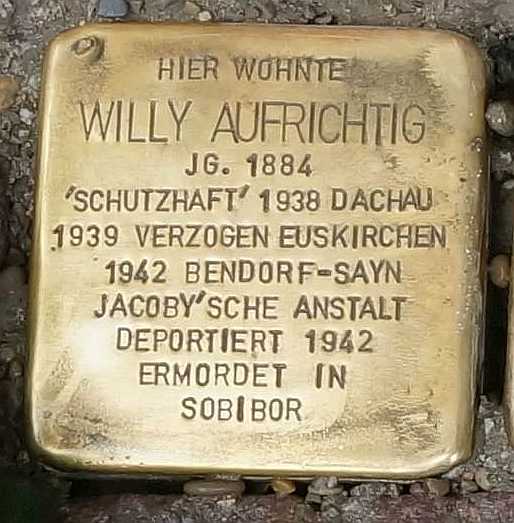 HIER WOHNTE
WILLY AUFRICHTIG
JG. 1884
'SCHUTZHAFT' 1938 DACHAU
1939 VERZOGEN EUSKIRCHEN
1942 BENDORF-SAYN
JACOBY'SCHE ANSTALT
DEPORTIERT 1942
ERMORDET IN
SOBIBOR